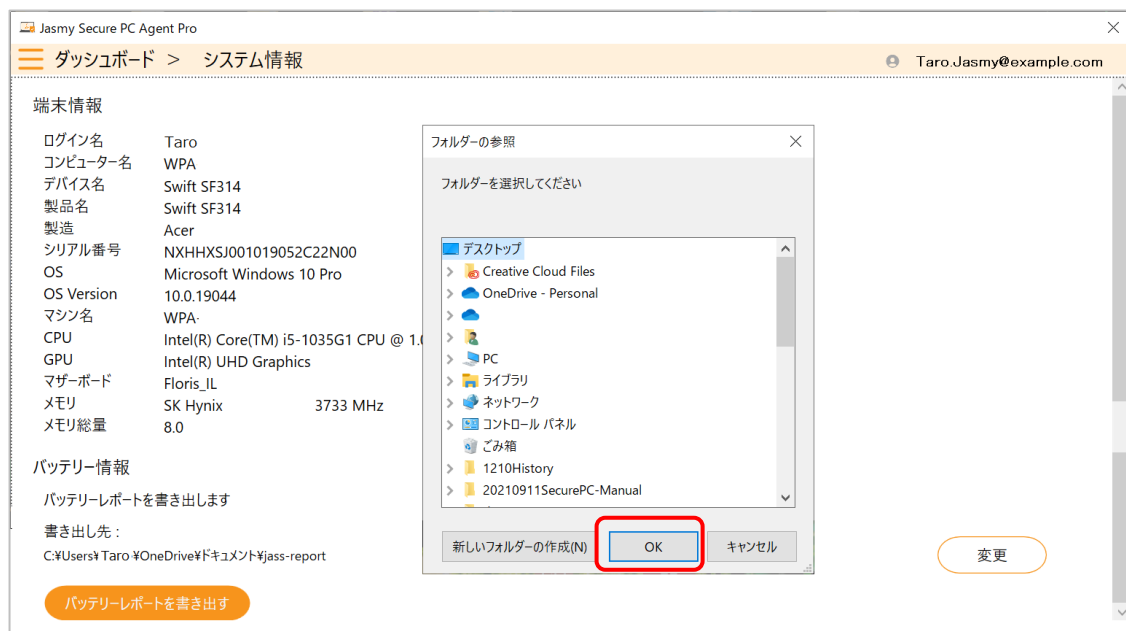 Jasmy Secure PC Agent Pro
ダッシュボード > システム情報
Taro.Jasmy@example.com
端末情報
ログイン名 Taro
コンピューター名 WPA
デバイス名 Swift SF314
製品名 Swift SF314
製造 Acer
シリアル番号 NXHHXSJ001019052C22N00
OS Microsoft Windows 10 Pro
OS Version 10.0.19044
マシン名 WPA-
CPU Intel(R) Core(TM) i5-1035G1 CPU @ 1.0
GPU Intel(R) UHD Graphics
マザーボード Floris_IL
メモリ SK Hynix 3733 MHz
メモリ総量 8.0
バッテリー情報
バッテリーレポートを書き出します
書き出し先 :
C:¥Users¥Taro¥OneDrive¥ドキュメント¥jass-report
バッテリーレポートを書き出す
変更
フォルダーの参照
フォルダーを選択してください
デスクトップ
Creative Cloud Files
OneDrive - Personal
PC
ライブラリ
ネットワーク
コントロール パネル
ごみ箱
1210History
20210911SecurePC-Manual
新しいフォルダーの作成(N) OK キャンセル